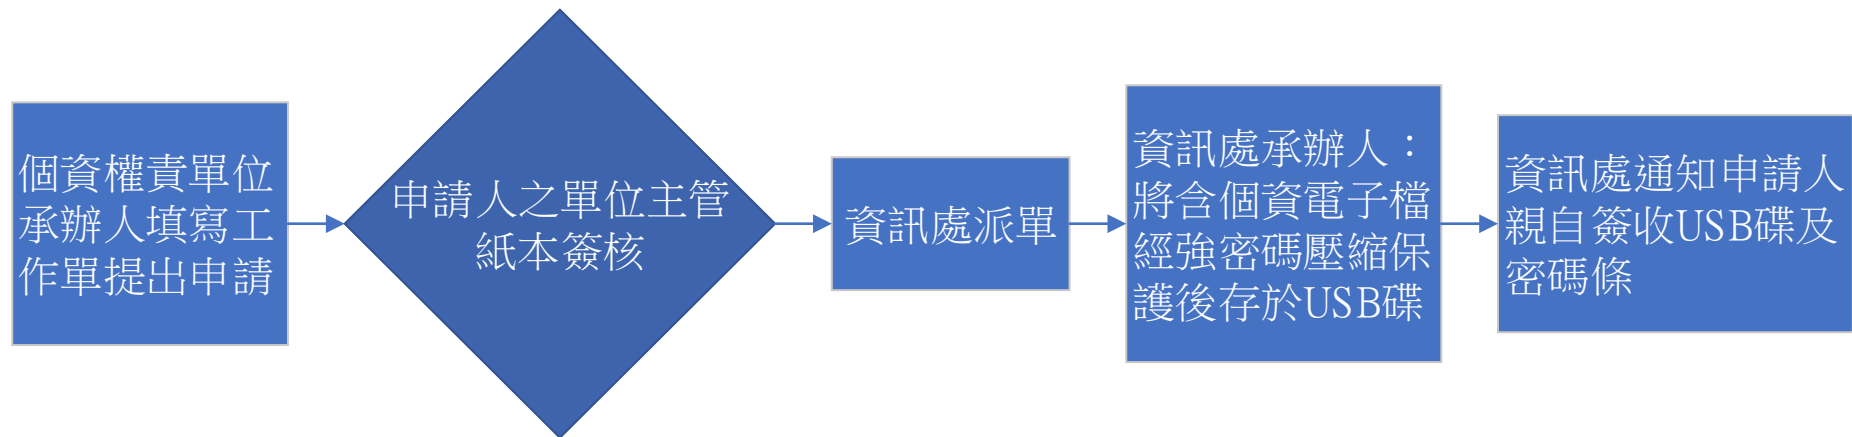 個資權責單位
承辦人填寫工
作單提出申請
申請人之單位主管
紙本簽核
資訊處派單
資訊處承辦人：
將含個資電子檔
經強密碼壓縮保
護後存於USB碟
資訊處通知申請人
親自簽收USB碟及
密碼條